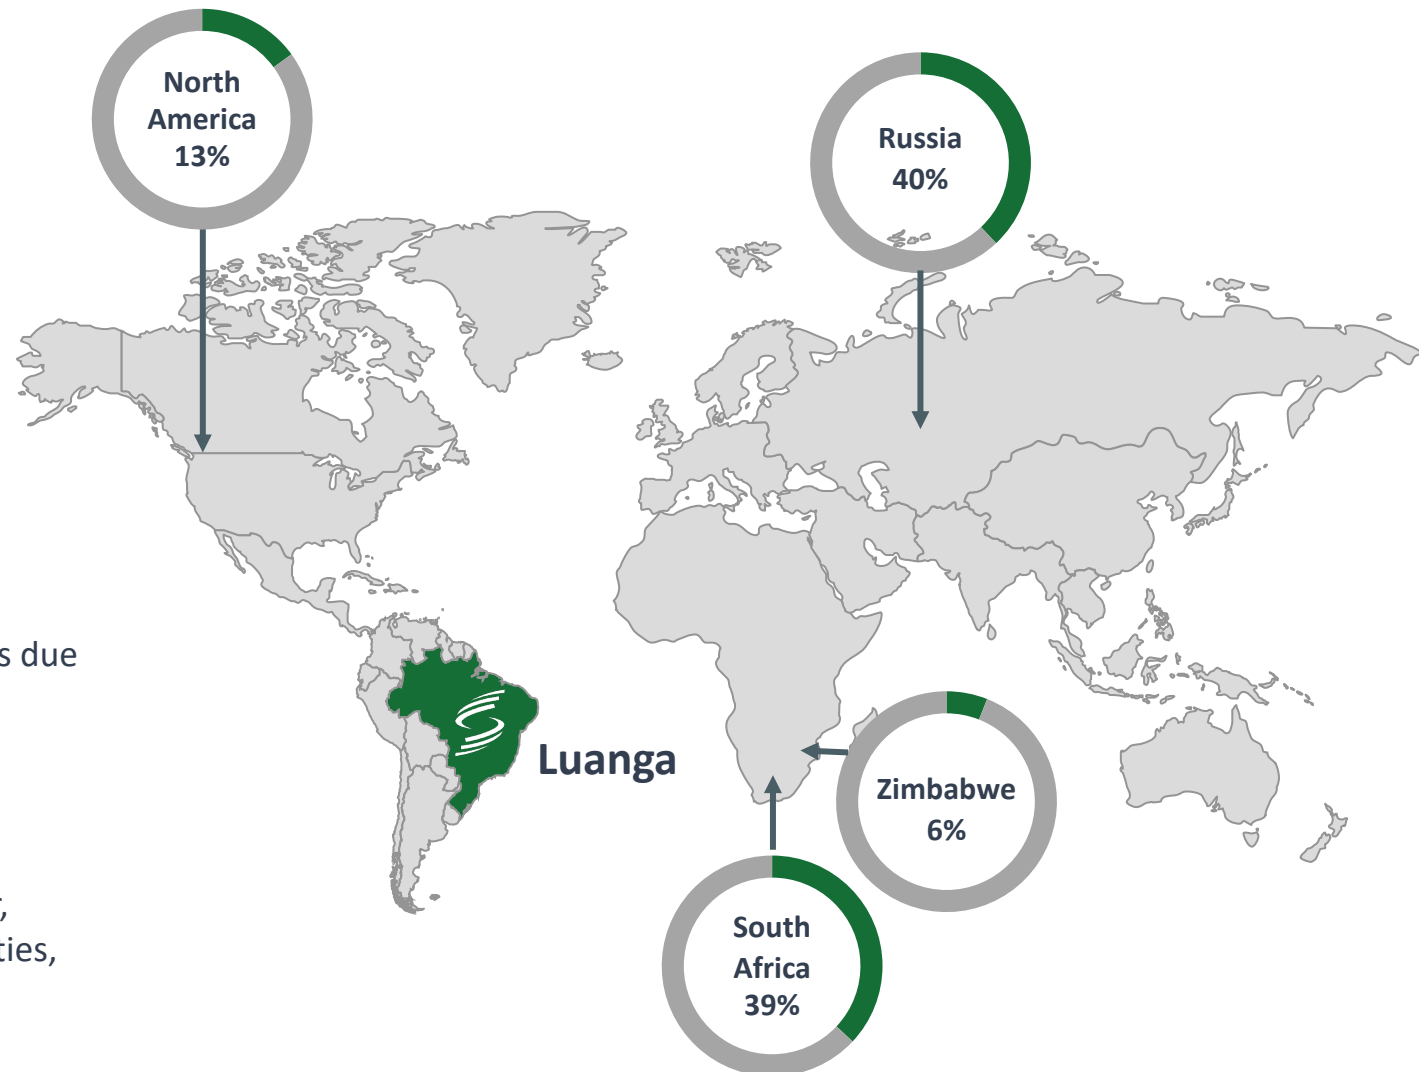 North
America
13%
Russia
40%
s due
Luanga
Zimbabwe
6%
,
ties,
South
Africa
39%